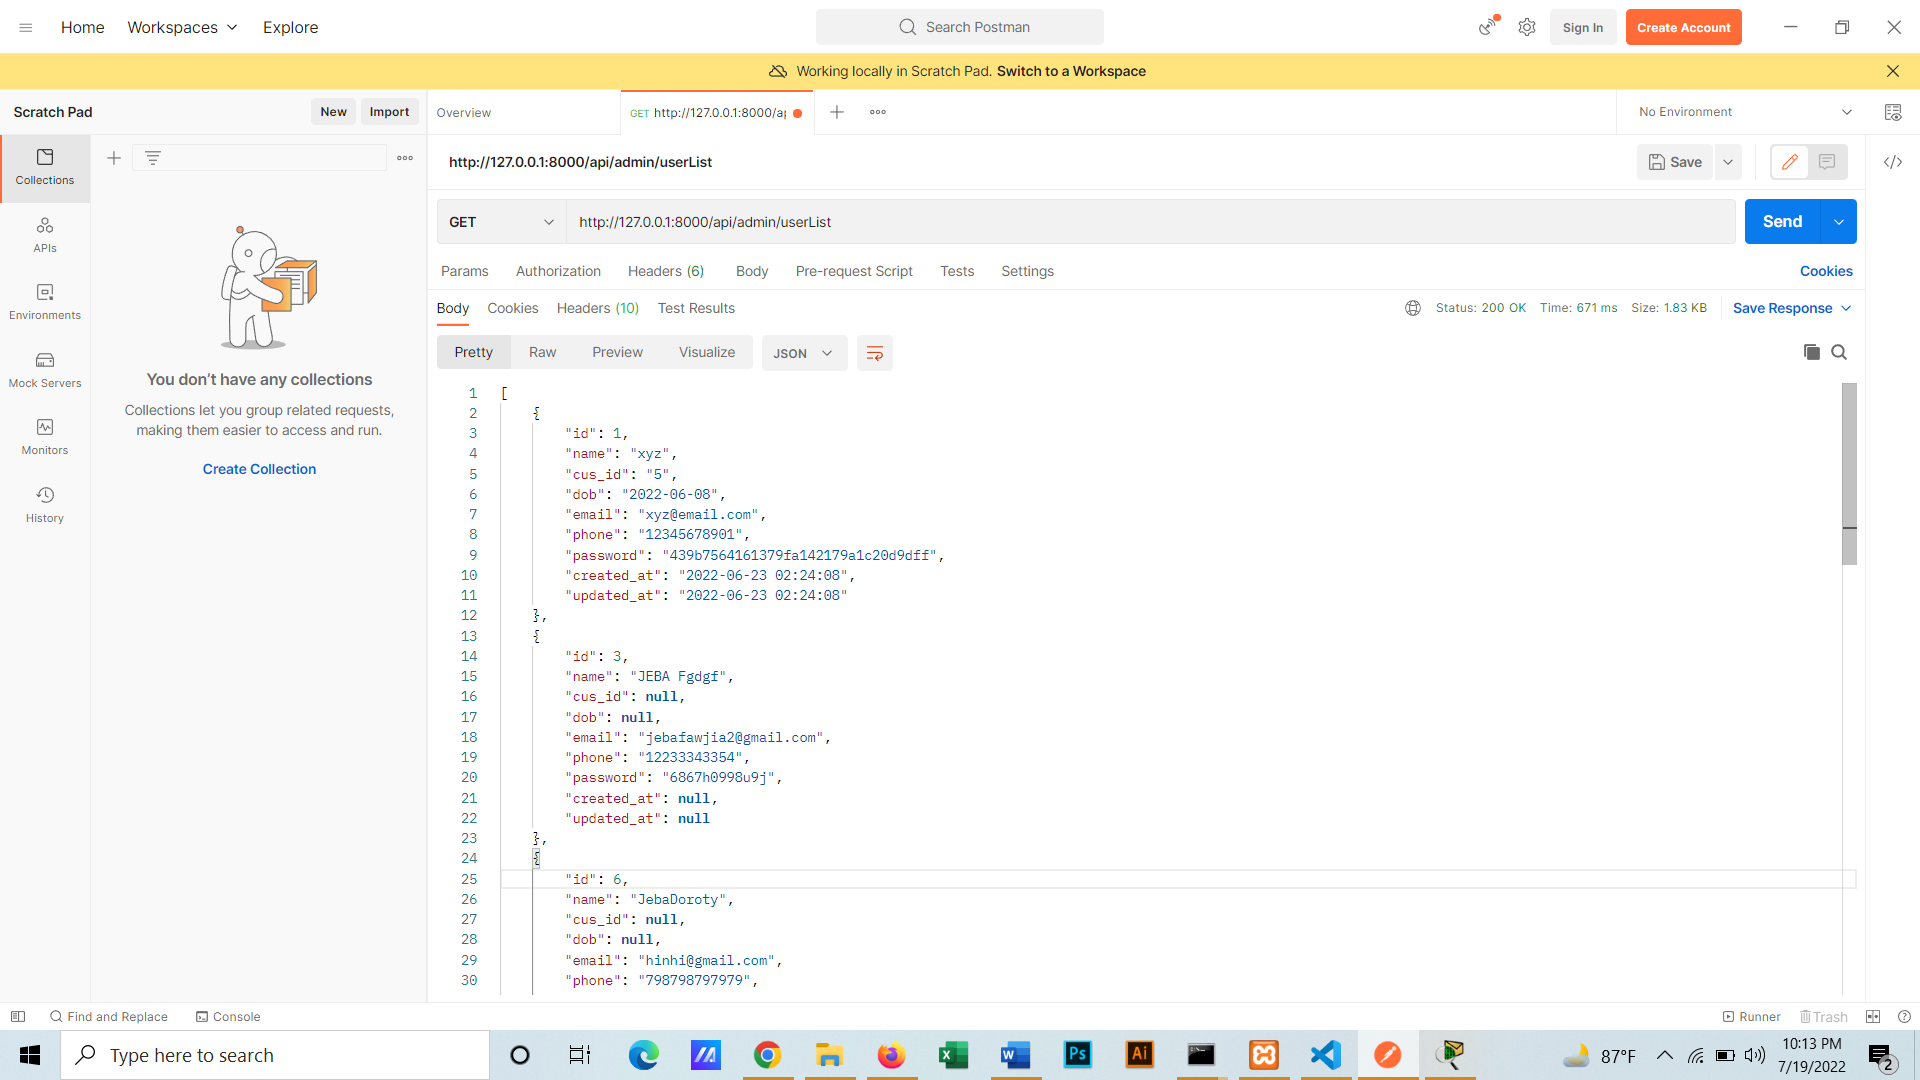 Home Workspaces Explore Search Postman Sign In Create Account
Working locally in Scratch Pad. Switch to a Workspace
Scratch Pad New Import Overview GET http://127.0.0.1:8000/ap No Environment
Collections
APIs
Environments
Mock Servers
Monitors
History
You don't have any collections
Collections let you group related requests,
making them easier to access and run.
Create Collection
http://127.0.0.1:8000/api/admin/userList Save
GET http://127.0.0.1:8000/api/admin/userList Send
Params Authorization Headers (6) Body Pre-request Script Tests Settings Cookies
Body Cookies Headers (10) Test Results Status: 200 OK Time: 671 ms Size: 1.83 KB Save Response
Pretty Raw Preview Visualize JSON
1 [
2 {
3 "id": 1,
4 "name": "xyz",
5 "cus_id": "5",
6 "dob": "2022-06-08",
7 "email": "xyz@email.com",
8 "phone": "12345678901",
9 "password": "439b7564161379fa142179a1c20d9dff",
10 "created_at": "2022-06-23 02:24:08",
11 "updated_at": "2022-06-23 02:24:08"
12 },
13 {
14 "id": 3,
15 "name": "JEBA Fgdgf",
16 "cus_id": null,
17 "dob": null,
18 "email": "jebafawjia2@gmail.com",
19 "phone": "12233343354",
20 "password": "6867h0998u9j",
21 "created_at": null,
22 "updated_at": null
23 },
24 {
25 "id": 6,
26 "name": "JebaDoroty",
27 "cus_id": null,
28 "dob": null,
29 "email": "hinhi@gmail.com",
30 "phone": "798798797979",
Find and Replace Console Runner Trash
Type here to search Ps Ai 87°F 10:13 PM
7/19/2022 2